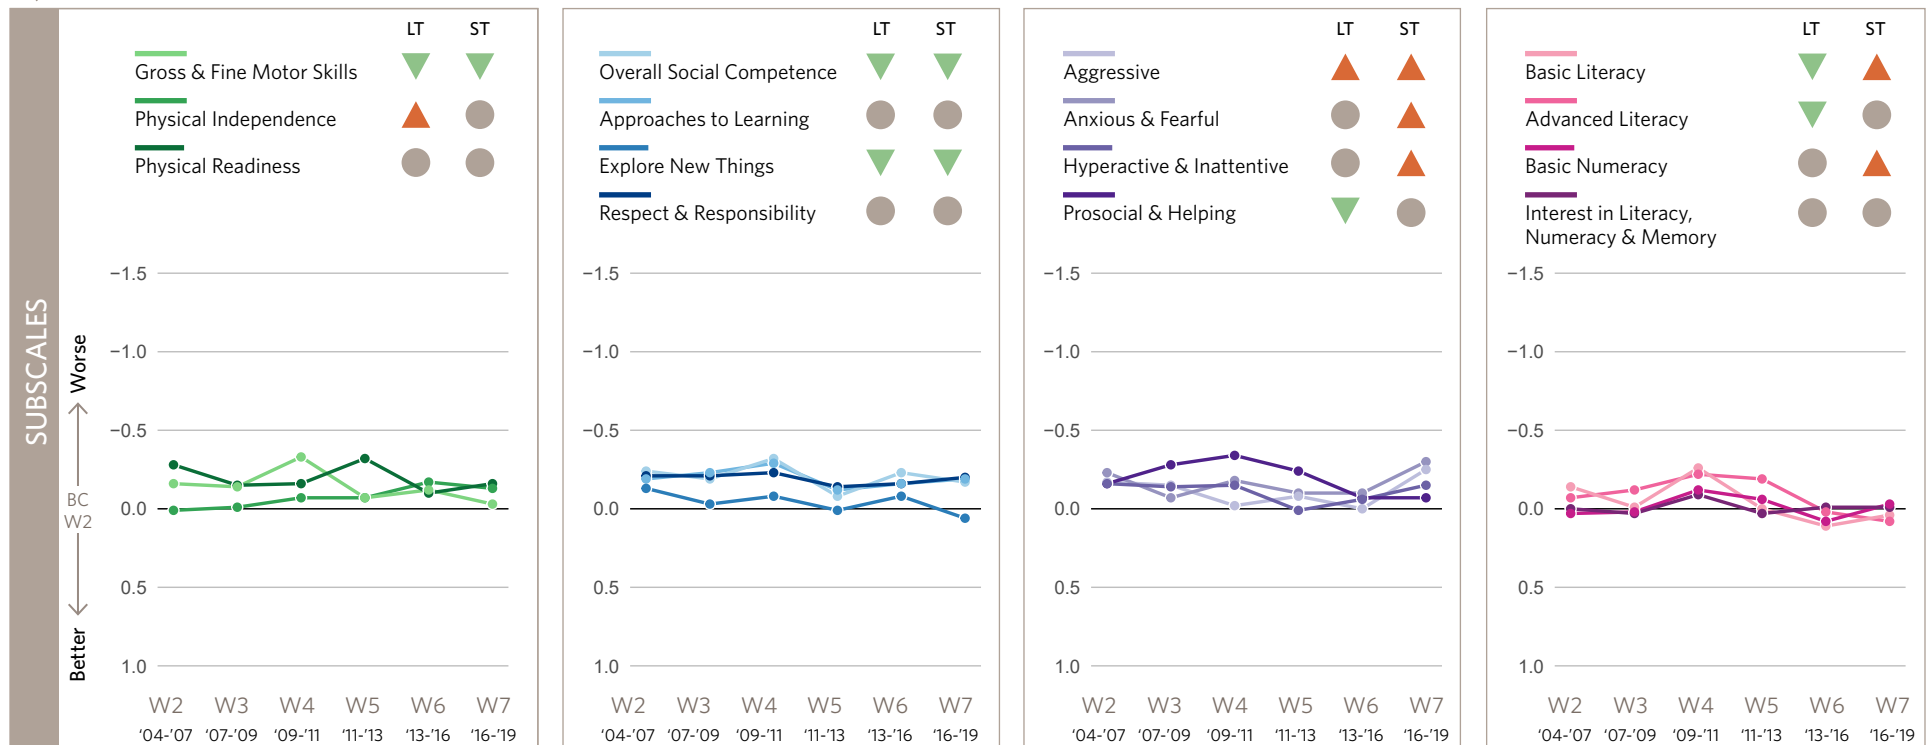 SUBSCALES
Worse
BC
W2
Better
LT ST
Gross & Fine Motor Skills
Physical Independence
Physical Readiness
−1.5
−1.0
−0.5
0.0
0.5
1.0
W2 W3 W4 W5 W6 W7
‘04-’07 ‘07-’09 ‘09-’11 ‘11-’13 ‘13-’16 ‘16-’19
LT ST
Overall Social Competence
Approaches to Learning
Explore New Things
Respect & Responsibility
−1.5
−1.0
−0.5
0.0
0.5
1.0
W2 W3 W4 W5 W6 W7
‘04-’07 ‘07-’09 ‘09-’11 ‘11-’13 ‘13-’16 ‘16-’19
LT ST
Aggressive
Anxious & Fearful
Hyperactive & Inattentive
Prosocial & Helping
−1.5
−1.0
−0.5
0.0
0.5
1.0
W2 W3 W4 W5 W6 W7
‘04-’07 ‘07-’09 ‘09-’11 ‘11-’13 ‘13-’16 ‘16-’19
LT ST
Basic Literacy
Advanced Literacy
Basic Numeracy
Interest in Literacy,
Numeracy & Memory
−1.5
−1.0
−0.5
0.0
0.5
1.0
W2 W3 W4 W5 W6 W7
‘04-’07 ‘07-’09 ‘09-’11 ‘11-’13 ‘13-’16 ‘16-’19